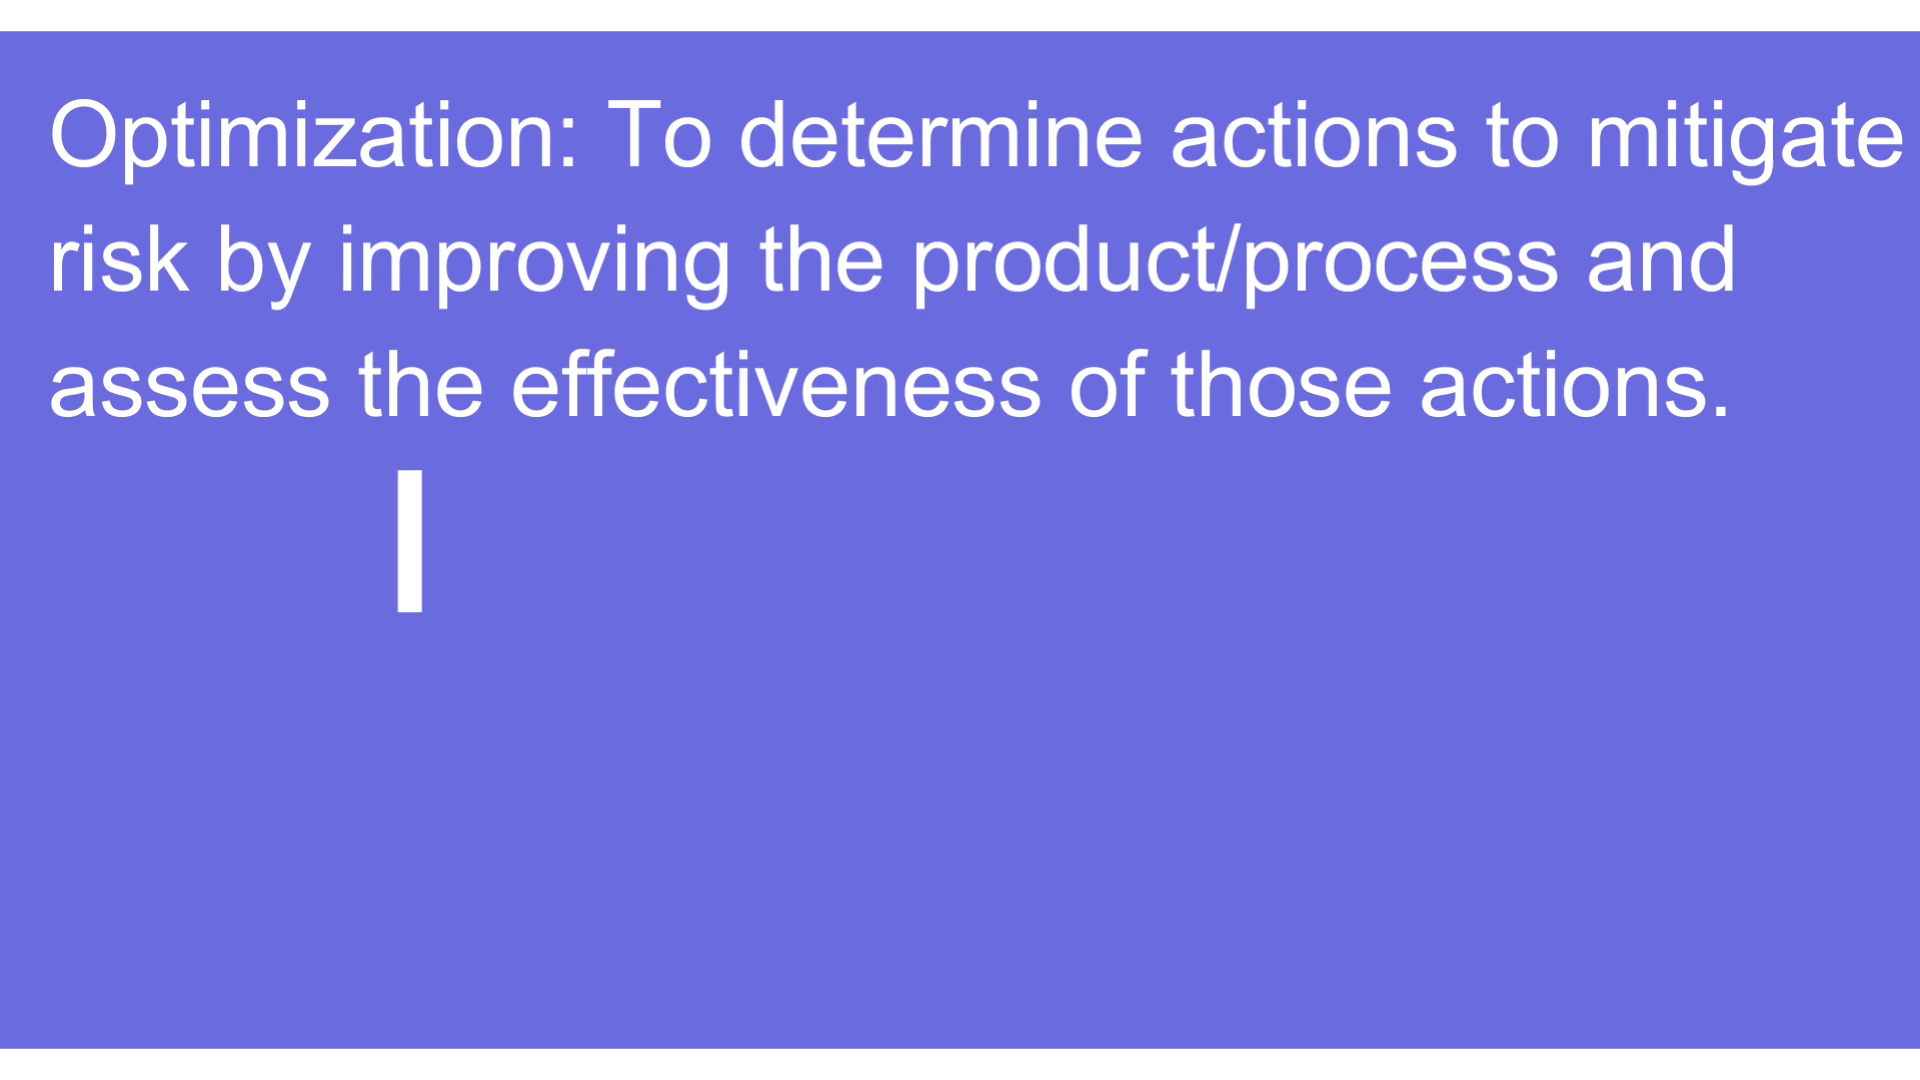 Optimization: To determine actions to mitigate
risk by improving the product/process and
assess the effectiveness of those actions.